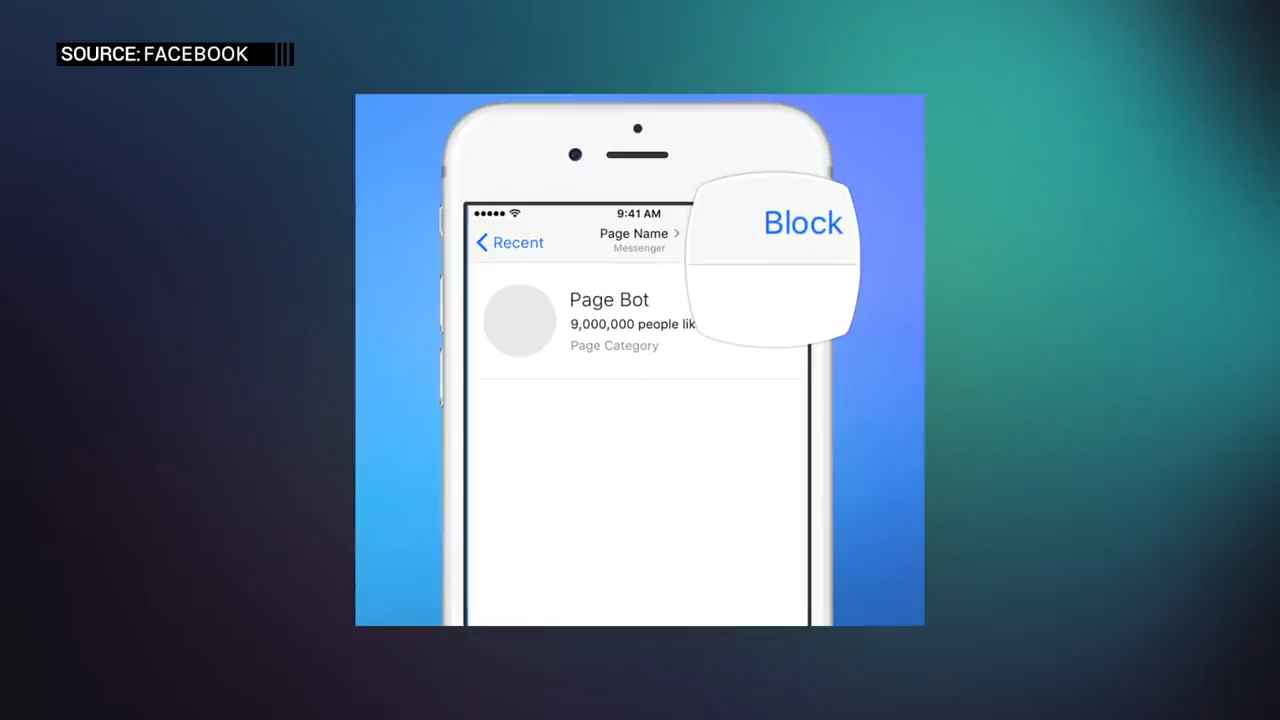 SOURCE: FACEBOOK
9:41 AM
Recent
Page Name
Messenger
Block
Page Bot
9,000,000 people lik
Page Category